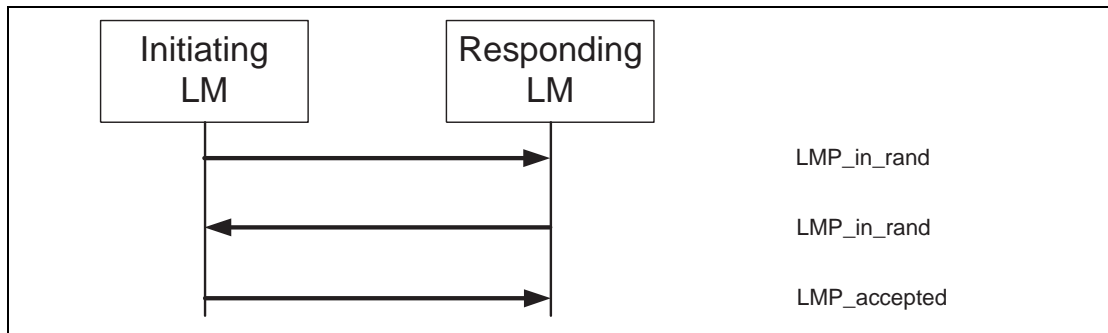 Initiating
LM
Responding
LM
LMP_in_rand
LMP_in_rand
LMP_accepted